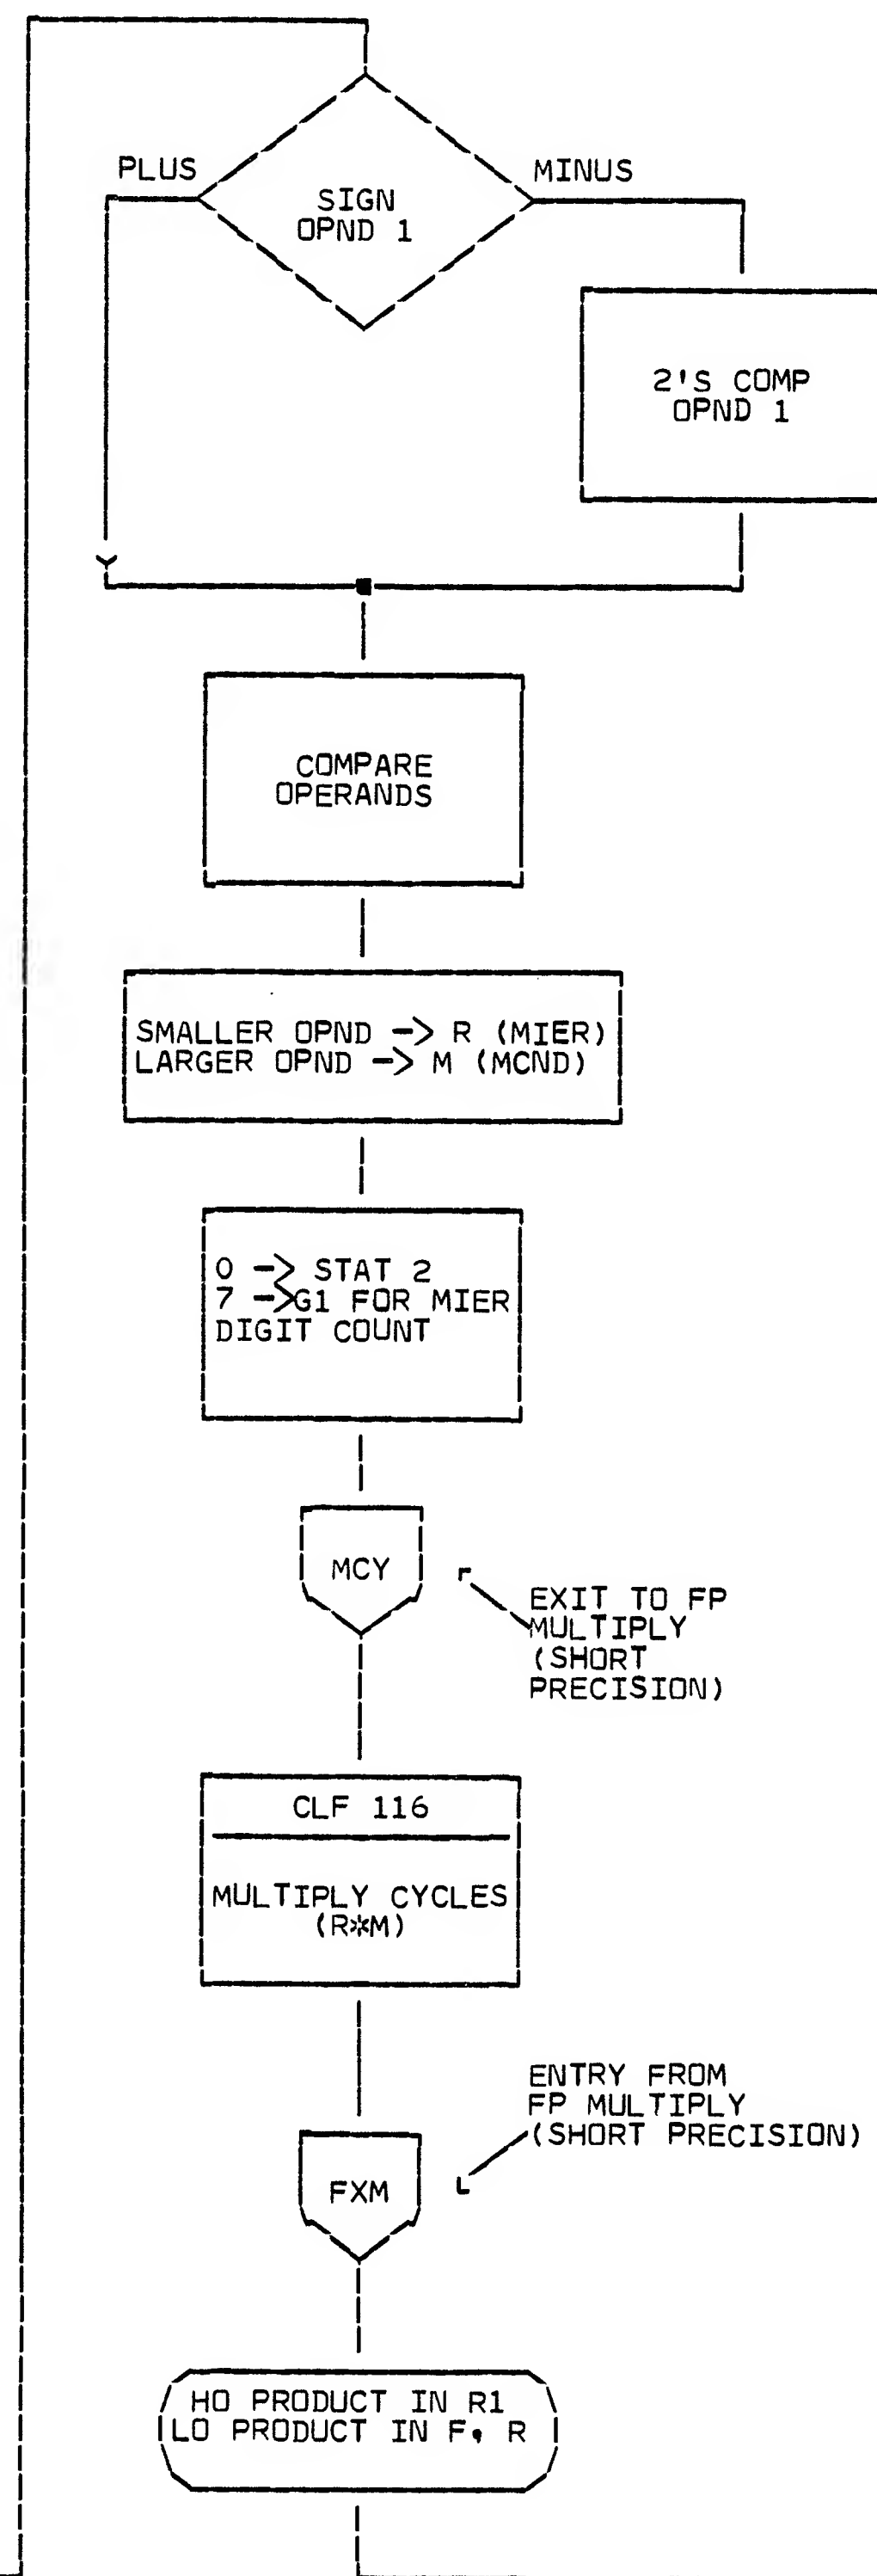 PLUS
MINUS
SIGN
OPND 1
2'S COMP
OPND 1
COMPARE
OPERANDS
SMALLER OPND -> R (MIER)
LARGER OPND -> M (MCND)
0 -> STAT 2
7 ->G1 FOR MIER
DIGIT COUNT
MCY
EXIT TO FP
MULTIPLY
(SHORT
PRECISION)
CLF 116
MULTIPLY CYCLES
(R*M)
ENTRY FROM
FP MULTIPLY
(SHORT PRECISION)
FXM
HO PRODUCT IN R1
LO PRODUCT IN F, R